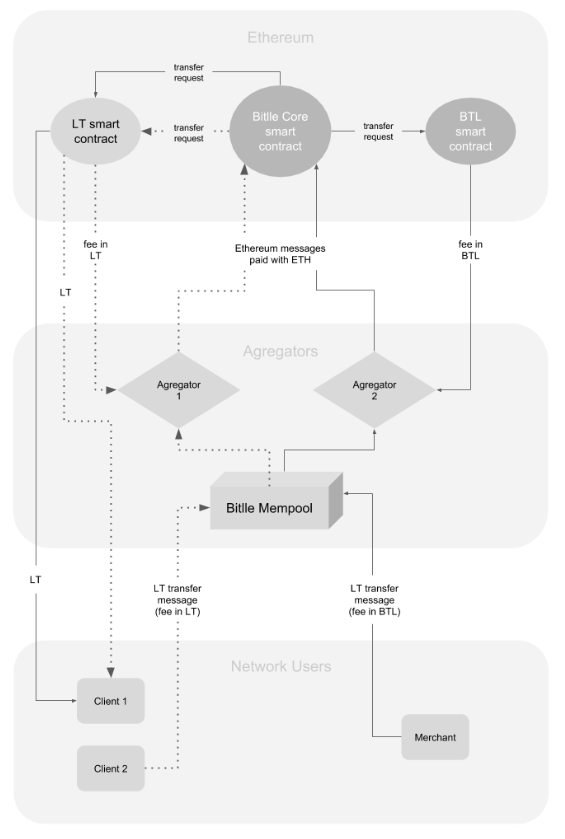 Ethereum
transfer
request
LT smart
contract
transfer
request
Bitlle Core
smart
contract
transfer
request
BTL
smart
contract
fee in
LT
Ethereum messages
paid with ETH
fee in
BTL
LT
Agregators
Agregator
1
Agregator
2
Bitlle Mempool
LT
LT transfer
message
(fee in LT)
LT transfer
message
(fee in BTL)
Network Users
Client 1
Merchant
Client 2